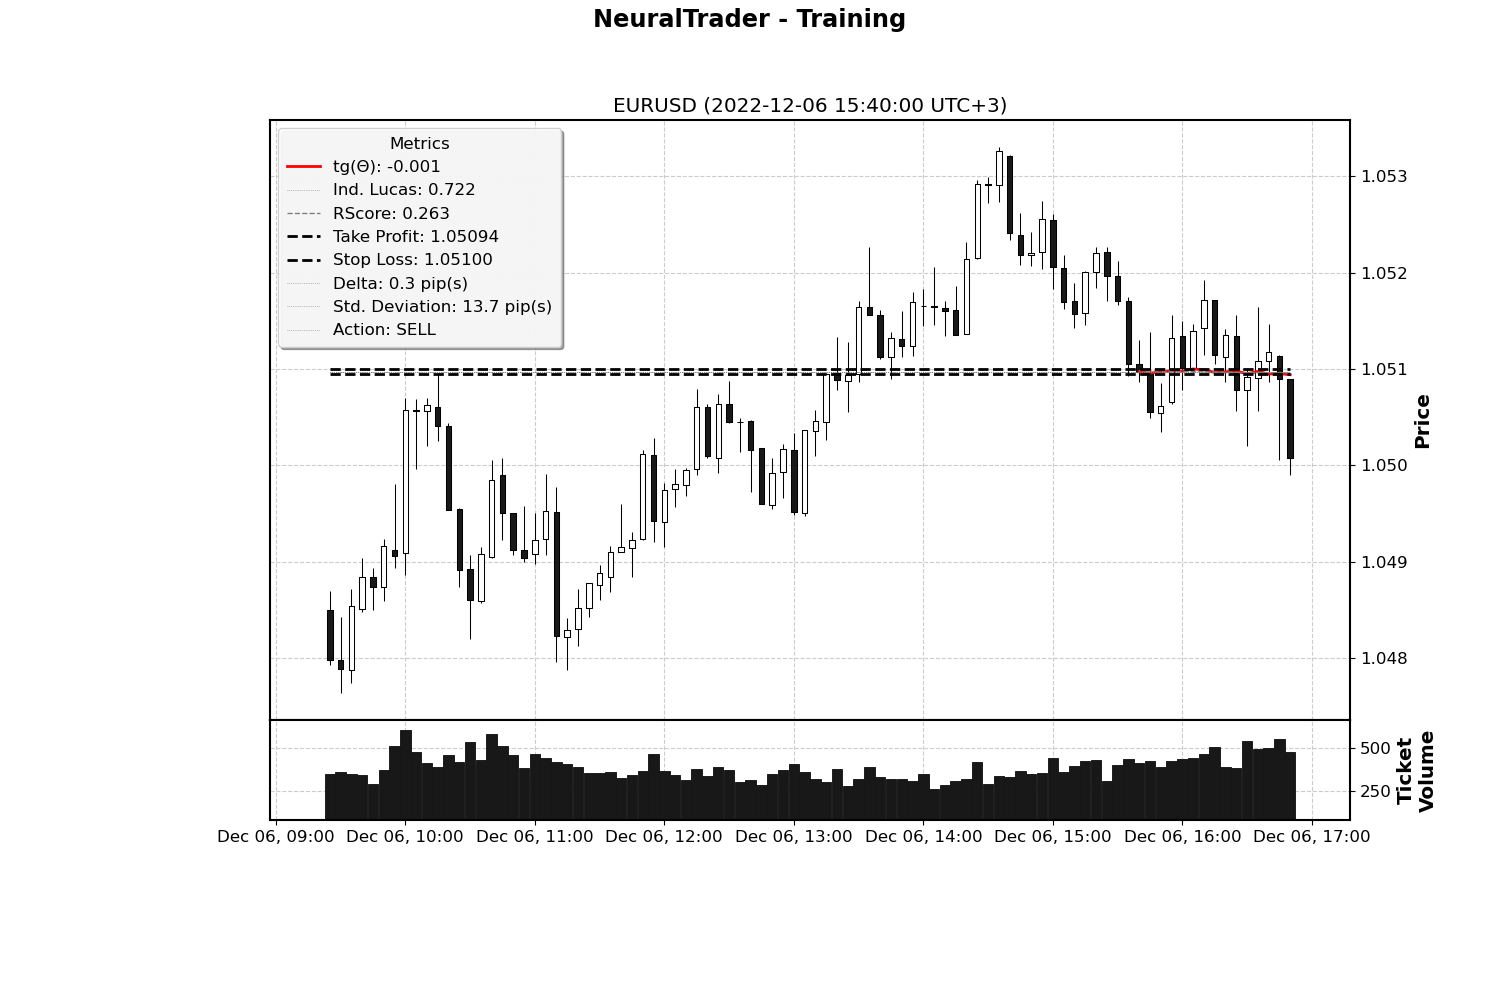 NeuralTrader - Training
EURUSD (2022-12-06 15:40:00 UTC+3)
Metrics
tg(Θ): -0.001
Ind. Lucas: 0.722
RScore: 0.263
Take Profit: 1.05094
Stop Loss: 1.05100
Delta: 0.3 pip(s)
Std. Deviation: 13.7 pip(s)
Action: SELL
1.053
1.052
1.051
1.050
1.049
1.048
Price
500
250
Ticket
Volume
Dec 06, 09:00 Dec 06, 10:00 Dec 06, 11:00 Dec 06, 12:00 Dec 06, 13:00 Dec 06, 14:00 Dec 06, 15:00 Dec 06, 16:00 Dec 06, 17:00